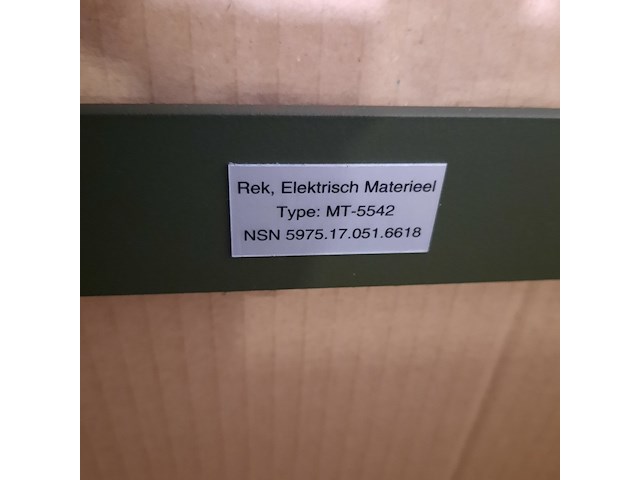 Rek, Elektrisch Materieel
Type: MT-5542
NSN 5975.17.051.6618